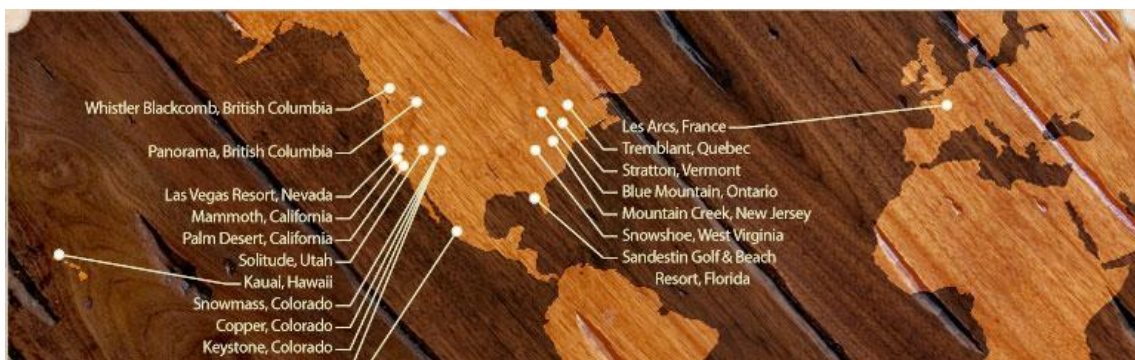 Whistler Blackcomb, British Columbia
Panorama, British Columbia
Las Vegas Resort, Nevada
Mammoth, California
Palm Desert, California
Solitude, Utah
Kaual, Hawaii
Snowmass, Colorado
Copper, Colorado
Keystone, Colorado
Les Arcs, France
Tremblant, Quebec
Stratton, Vermont
Blue Mountain, Ontario
Mountain Creek, New Jersey
Snowshoe, West Virginia
Sandestin Golf & Beach
Resort, Florida